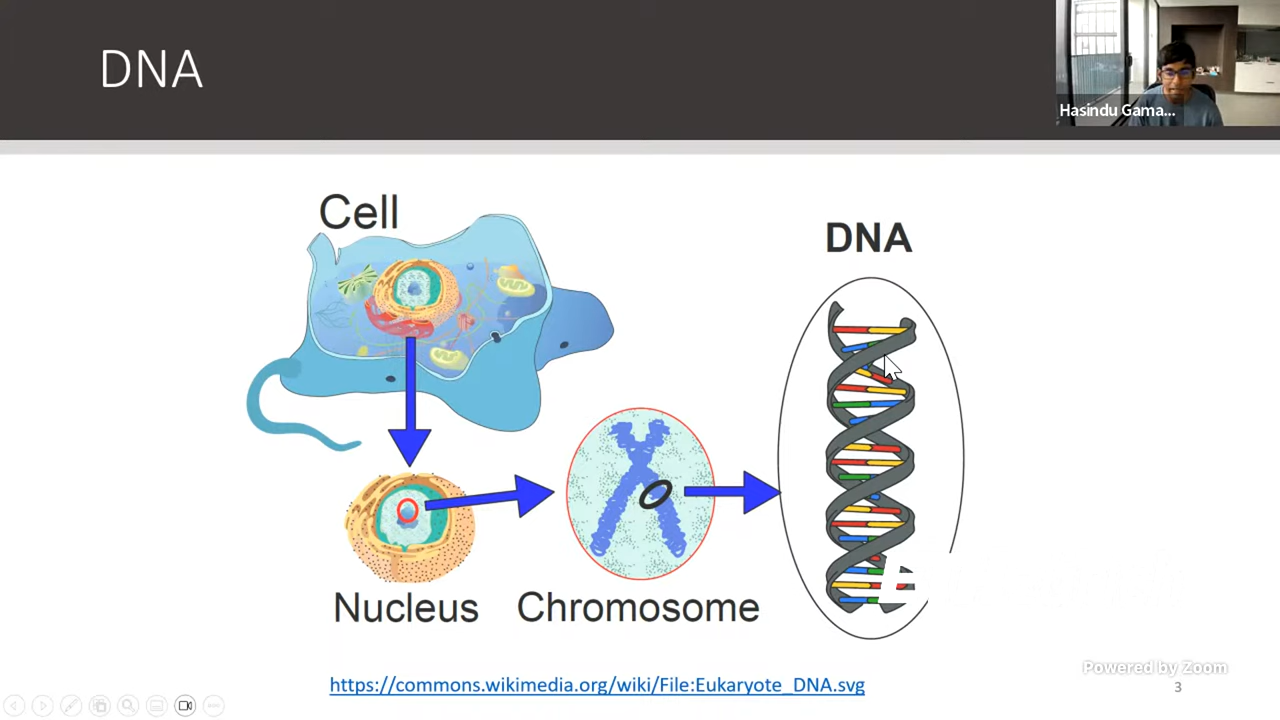 DNA
Hasindu Gama...
Cell
DNA
Nucleus
Chromosome
https://commons.wikimedia.org/wiki/File:Eukaryote_DNA.svg
Powered by Zoom
3